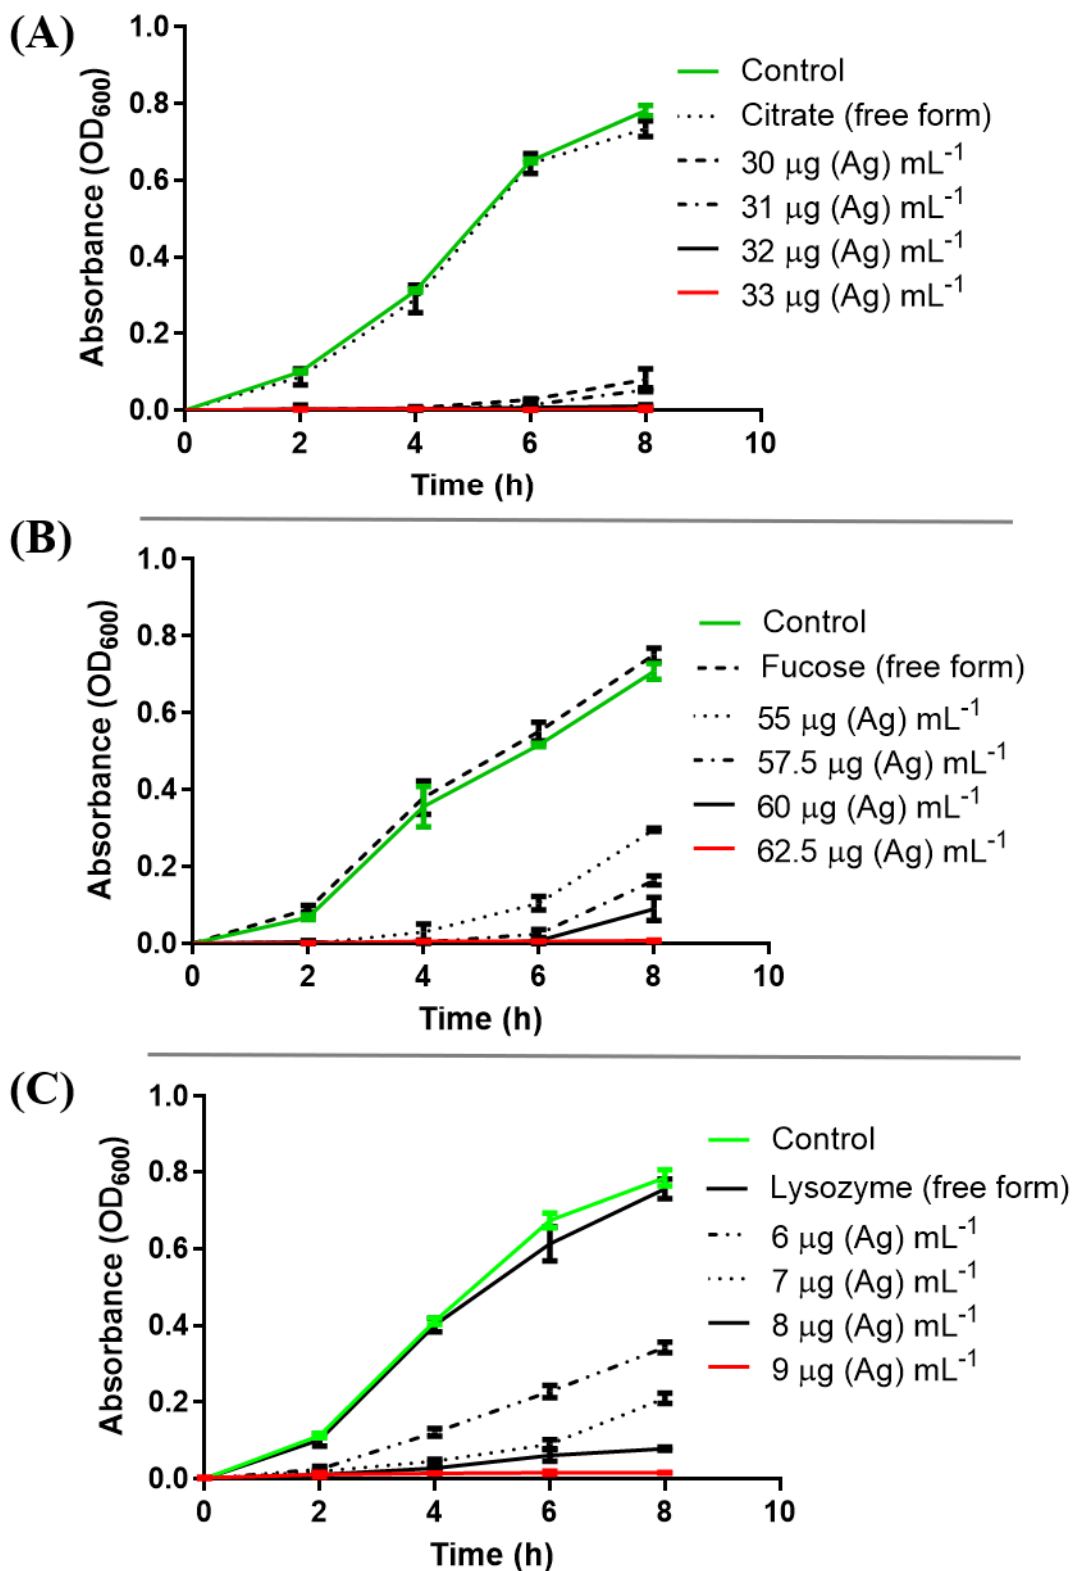 (A)
1.0
0.8
0.6
0.4
0.2
0.0
Absorbance (OD600)
0 2 4 6 8 10
Time (h)
Control
Citrate (free form)
30 μg (Ag) mL-1
31 μg (Ag) mL-1
32 μg (Ag) mL-1
33 μg (Ag) mL-1
(B)
1.0
0.8
0.6
0.4
0.2
0.0
Absorbance (OD600)
0 2 4 6 8 10
Time (h)
Control
Fucose (free form)
55 μg (Ag) mL-1
57.5 μg (Ag) mL-1
60 μg (Ag) mL-1
62.5 μg (Ag) mL-1
(C)
1.0
0.8
0.6
0.4
0.2
0.0
Absorbance (OD600)
0 2 4 6 8 10
Time (h)
Control
Lysozyme (free form)
6 μg (Ag) mL-1
7 μg (Ag) mL-1
8 μg (Ag) mL-1
9 μg (Ag) mL-1